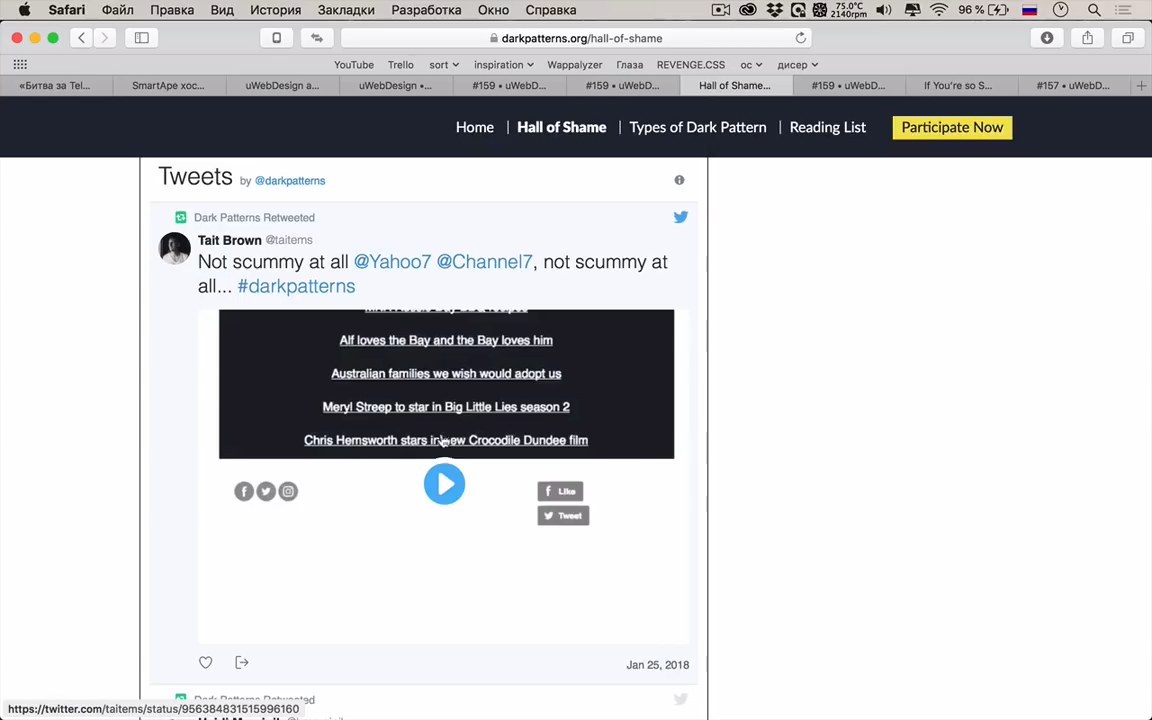 Safari Файл Правка Вид История Закладки Разработка Окно Справка 75.0°C 2140rpm 96 %
darkpatterns.org/hall-of-shame
YouTube Trello sort inspiration Wappalyzer Глаза REVENGE.CSS ос дисер
«Битва за Tel... SmartApe хос... uWebDesign a... uWebDesign •... #159 • uWebD... #159 • uWebD... Hall of Shame... #159 • uWebD... If You're so S... #157 • uWebD...
Home | Hall of Shame | Types of Dark Pattern | Reading List Participate Now
Tweets by @darkpatterns
Dark Patterns Retweeted
Tait Brown @taitems
Not scummy at all @Yahoo7 @Channel7, not scummy at
all... #darkpatterns
Alf loves the Bay and the Bay loves him
Australian families we wish would adopt us
Meryl Streep to star in Big Little Lies season 2
Chris Hemsworth stars in new Crocodile Dundee film
Like
Tweet
Jan 25, 2018
Dark Patterns Retweeted
https://twitter.com/taitems/status/956384831515996160